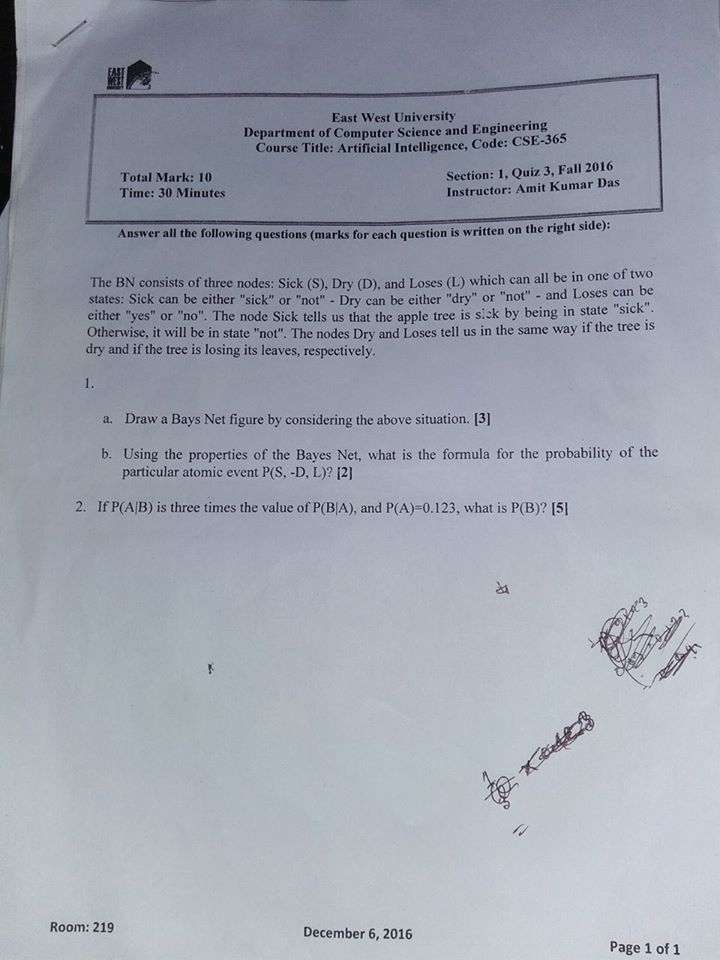 EAST
WEST
UNIVERSITY
East West University
Department of Computer Science and Engineering
Course Title: Artificial Intelligence, Code: CSE-365
Total Mark: 10
Section: 1, Quiz 3, Fall 2016
Time: 30 Minutes
Instructor: Amit Kumar Das
Answer all the following questions (marks for each question is written on the right side):
The BN consists of three nodes: Sick (S), Dry (D), and Loses (L) which can all be in one of two
states: Sick can be either "sick" or "not" - Dry can be either "dry" or "not" - and Loses can be
either "yes" or "no". The node Sick tells us that the apple tree is sick by being in state "sick".
Otherwise, it will be in state "not". The nodes Dry and Loses tell us in the same way if the tree is
dry and if the tree is losing its leaves, respectively.
1.
a. Draw a Bays Net figure by considering the above situation. [3]
b. Using the properties of the Bayes Net, what is the formula for the probability of the
particular atomic event P(S, -D, L)? [2]
2. If P(A|B) is three times the value of P(B|A), and P(A)=0.123, what is P(B)? [5]
Room: 219
December 6, 2016
Page 1 of 1